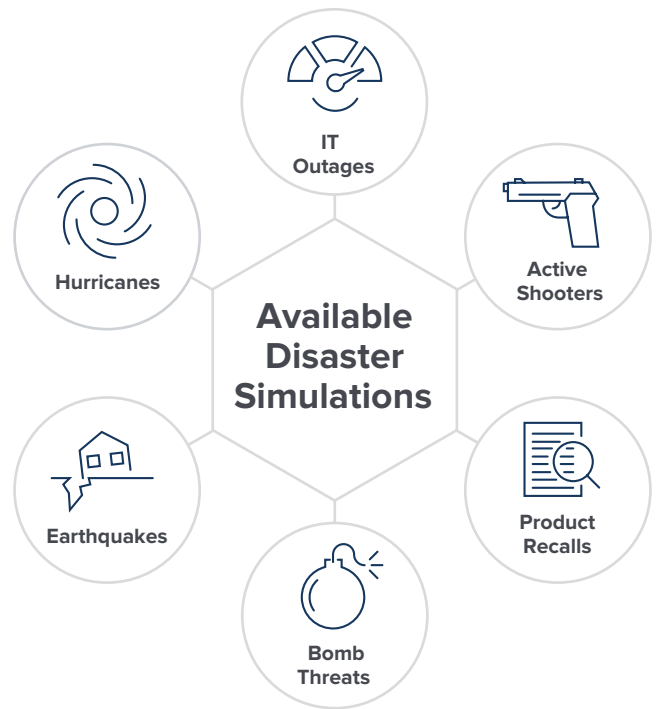 IT
Outages
Hurricanes
Active
Shooters
Available
Disaster
Simulations
Earthquakes
Product
Recalls
Bomb
Threats